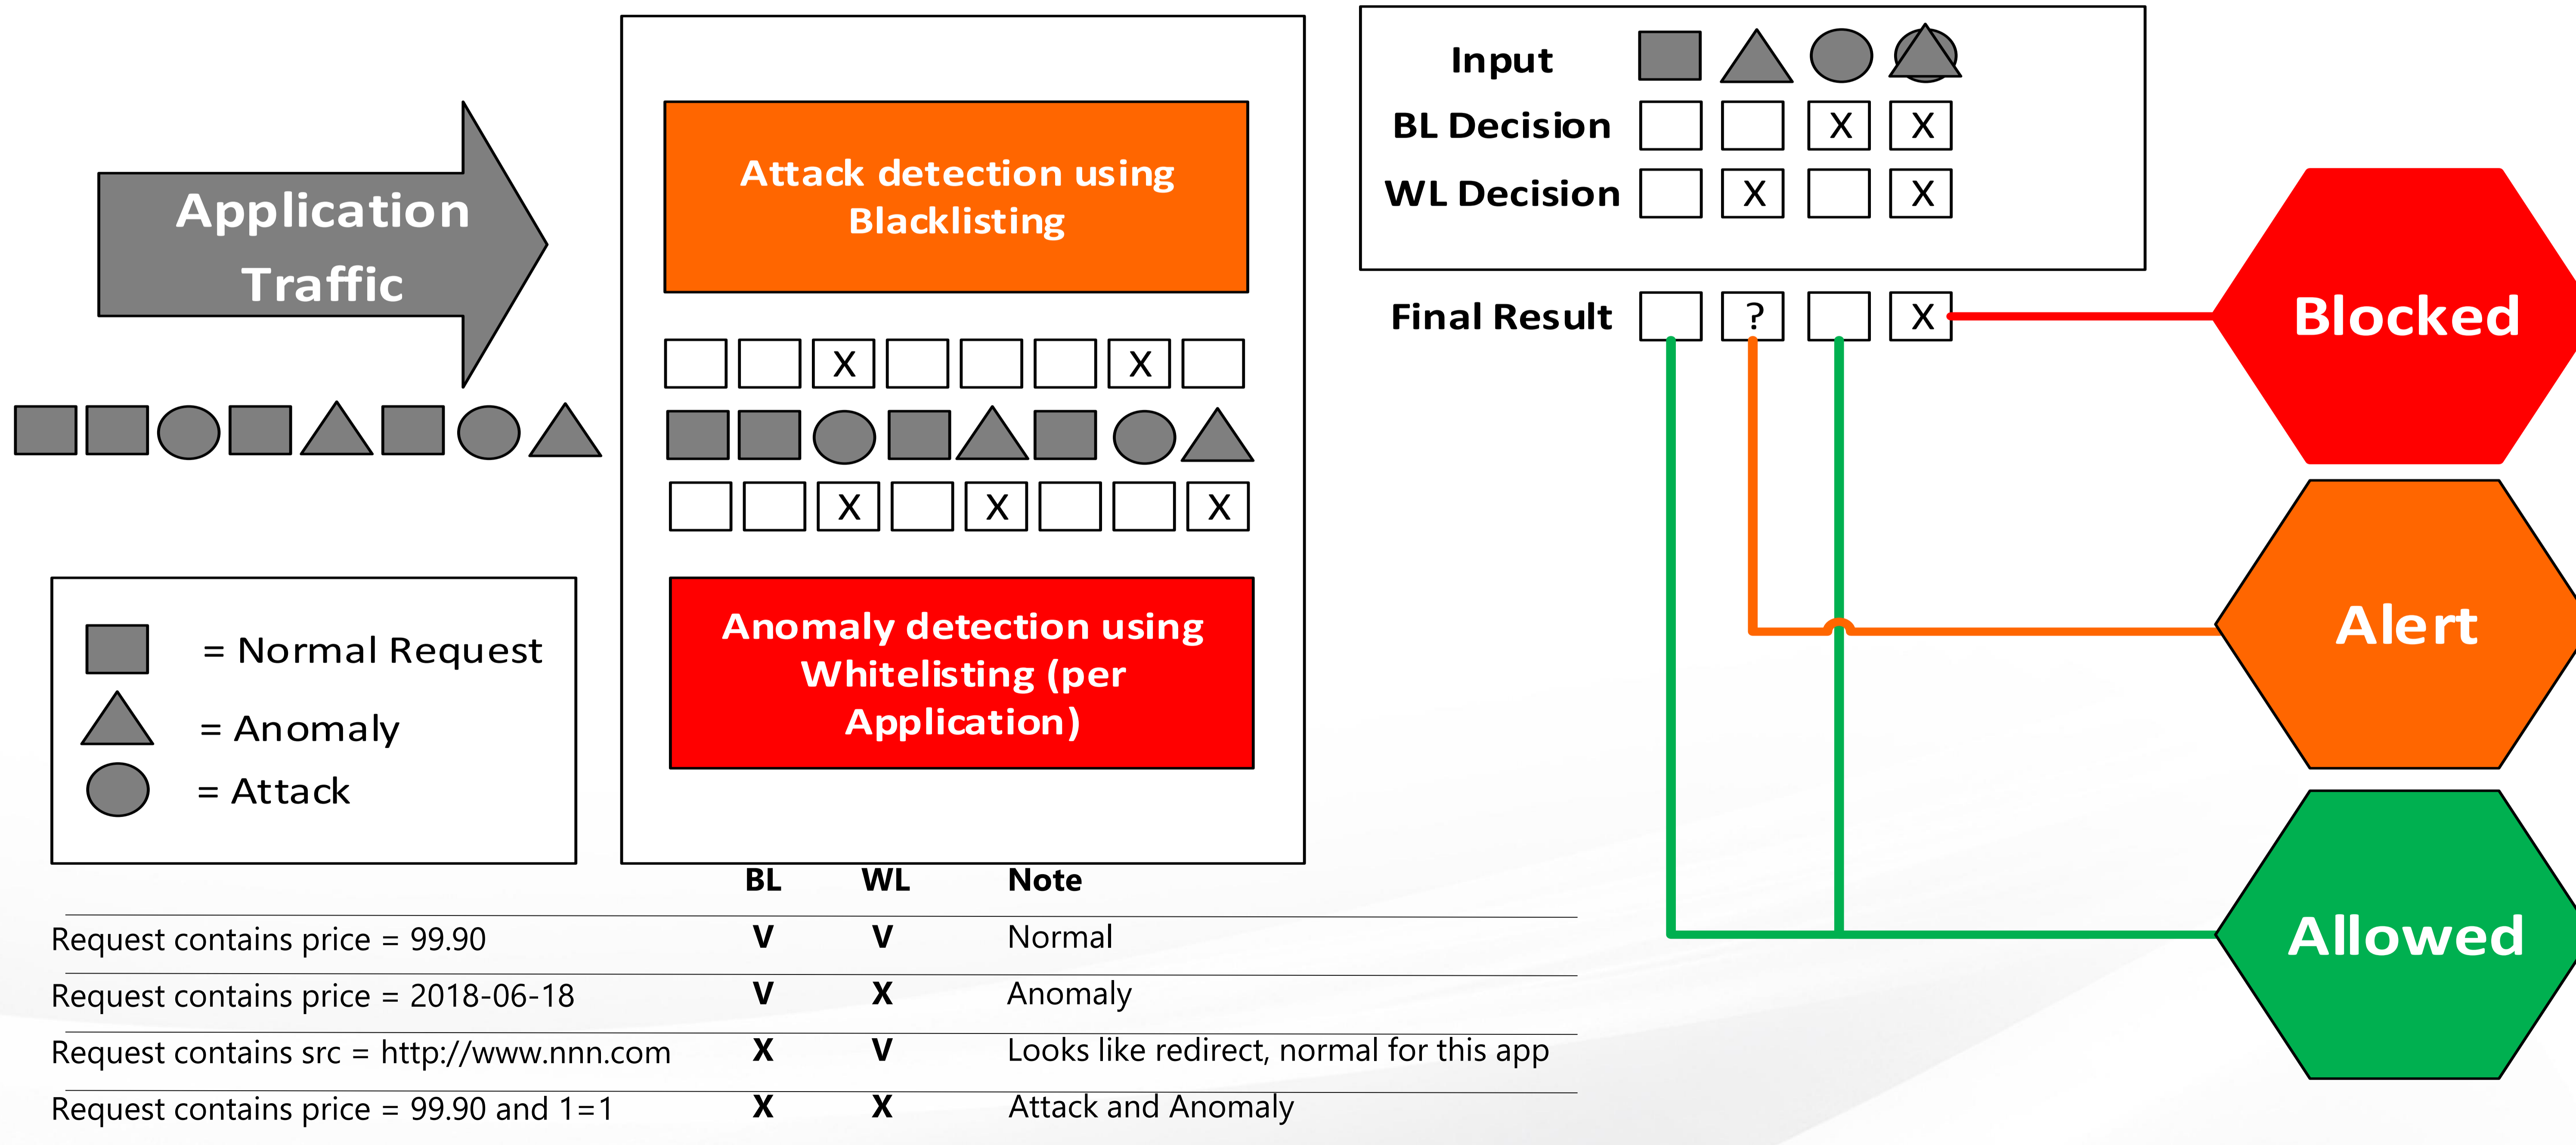 Application
Traffic
= Normal Request
= Anomaly
= Attack
Attack detection using
Blacklisting
X X
X X X
Anomaly detection using
Whitelisting (per
Application)
Input
BL Decision X X
WL Decision X X
Final Result ? X
Blocked
Alert
Allowed
BL WL Note
Request contains price = 99.90 V V Normal
Request contains price = 2018-06-18 V X Anomaly
Request contains src = http://www.nnn.com X V Looks like redirect, normal for this app
Request contains price = 99.90 and 1=1 X X Attack and Anomaly